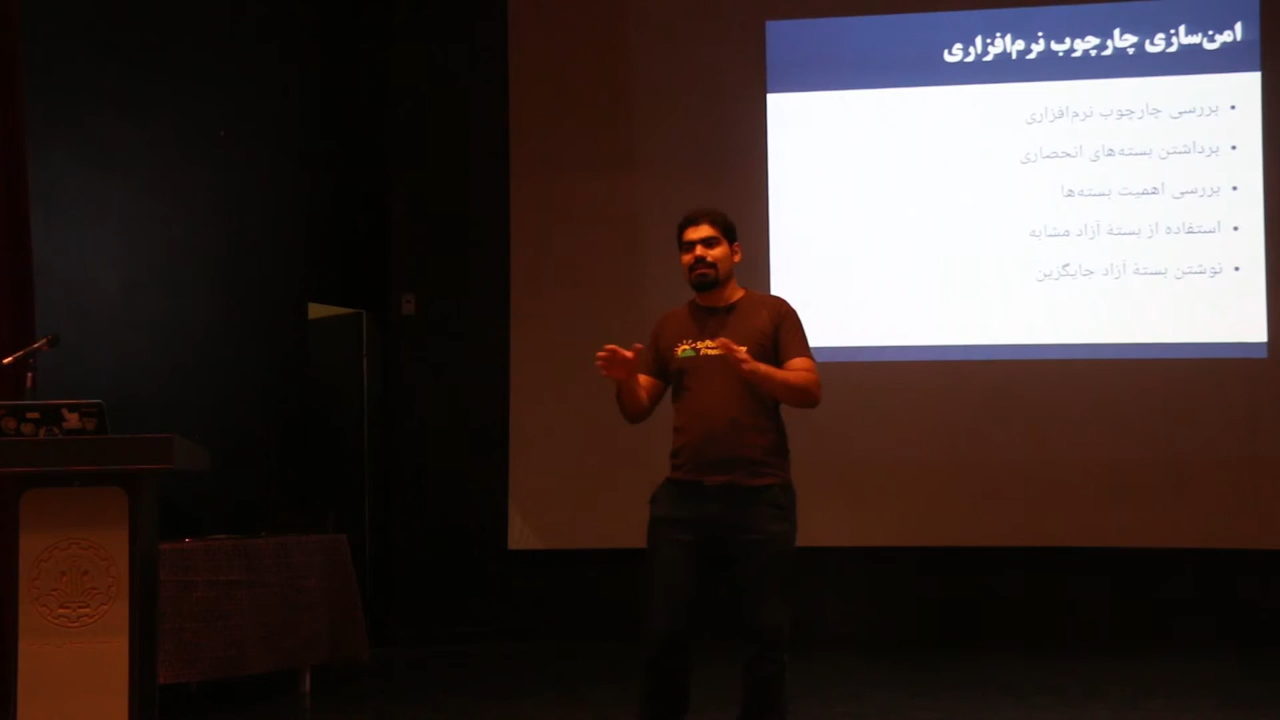 امن‌سازی چارچوب نرم‌افزاری
• بررسی چارچوب نرم‌افزاری
• برداشتن بسته‌های انحصاری
• بررسی اهمیت بسته‌ها
• استفاده از بستهٔ آزاد مشابه
• نوشتن بستهٔ آزاد جایگزین